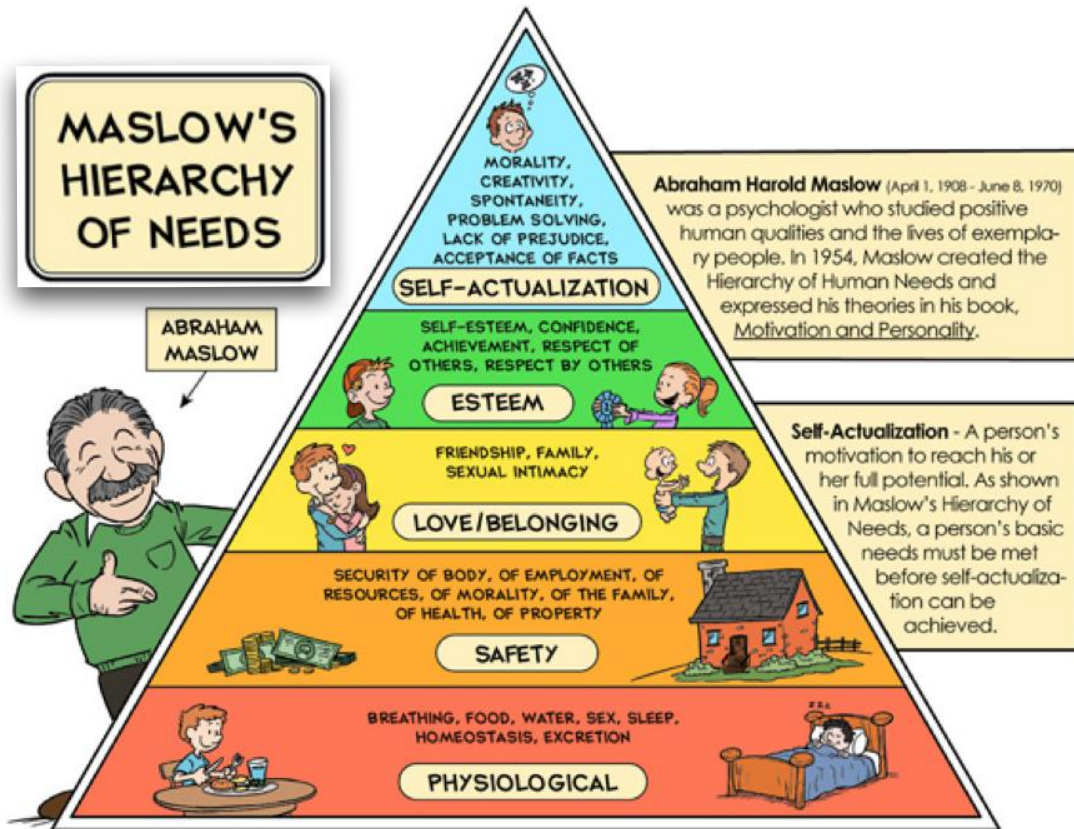 MASLOW'S
HIERARCHY
OF NEEDS
ABRAHAM
MASLOW
MORALITY,
CREATIVITY,
SPONTANEITY,
PROBLEM SOLVING,
LACK OF PREJUDICE,
ACCEPTANCE OF FACTS
SELF-ACTUALIZATION
SELF-ESTEEM, CONFIDENCE,
ACHIEVEMENT, RESPECT OF
OTHERS, RESPECT BY OTHERS
ESTEEM
FRIENDSHIP, FAMILY,
SEXUAL INTIMACY
LOVE/BELONGING
SECURITY OF BODY, OF EMPLOYMENT, OF
RESOURCES, OF MORALITY, OF THE FAMILY,
OF HEALTH, OF PROPERTY
SAFETY
BREATHING, FOOD, WATER, SEX, SLEEP,
HOMEOSTASIS, EXCRETION
PHYSIOLOGICAL
Z Z Z
Abraham Harold Maslow (April 1, 1908 - June 8, 1970)
was a psychologist who studied positive
human qualities and the lives of exempla-
ry people. In 1954, Maslow created the
Hierarchy of Human Needs and
expressed his theories in his book,
Motivation and Personality.
Self-Actualization - A person's
motivation to reach his or
her full potential. As shown
in Maslow's Hierarchy of
Needs, a person's basic
needs must be met
before self-actualiza-
tion can be
achieved.